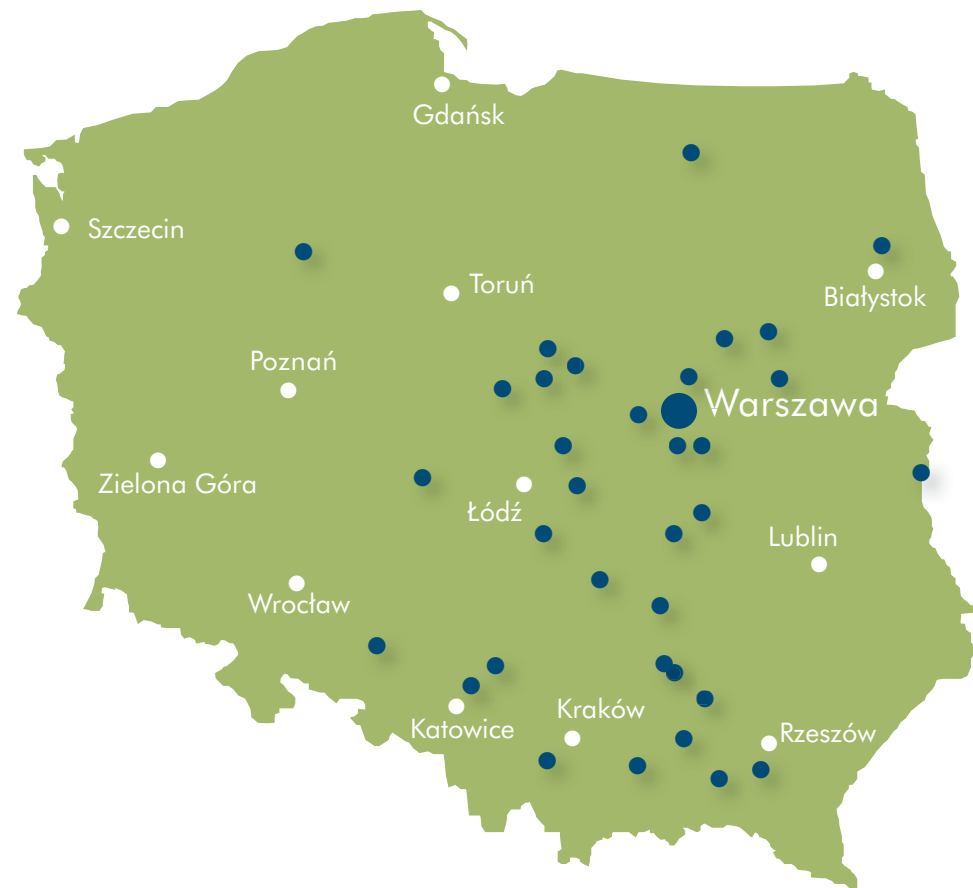 Gdańsk
Szczecin
Toruń
Białystok
Poznań
Warszawa
Zielona Góra
Łódź
Lublin
Wrocław
Kraków
Katowice
Rzeszów